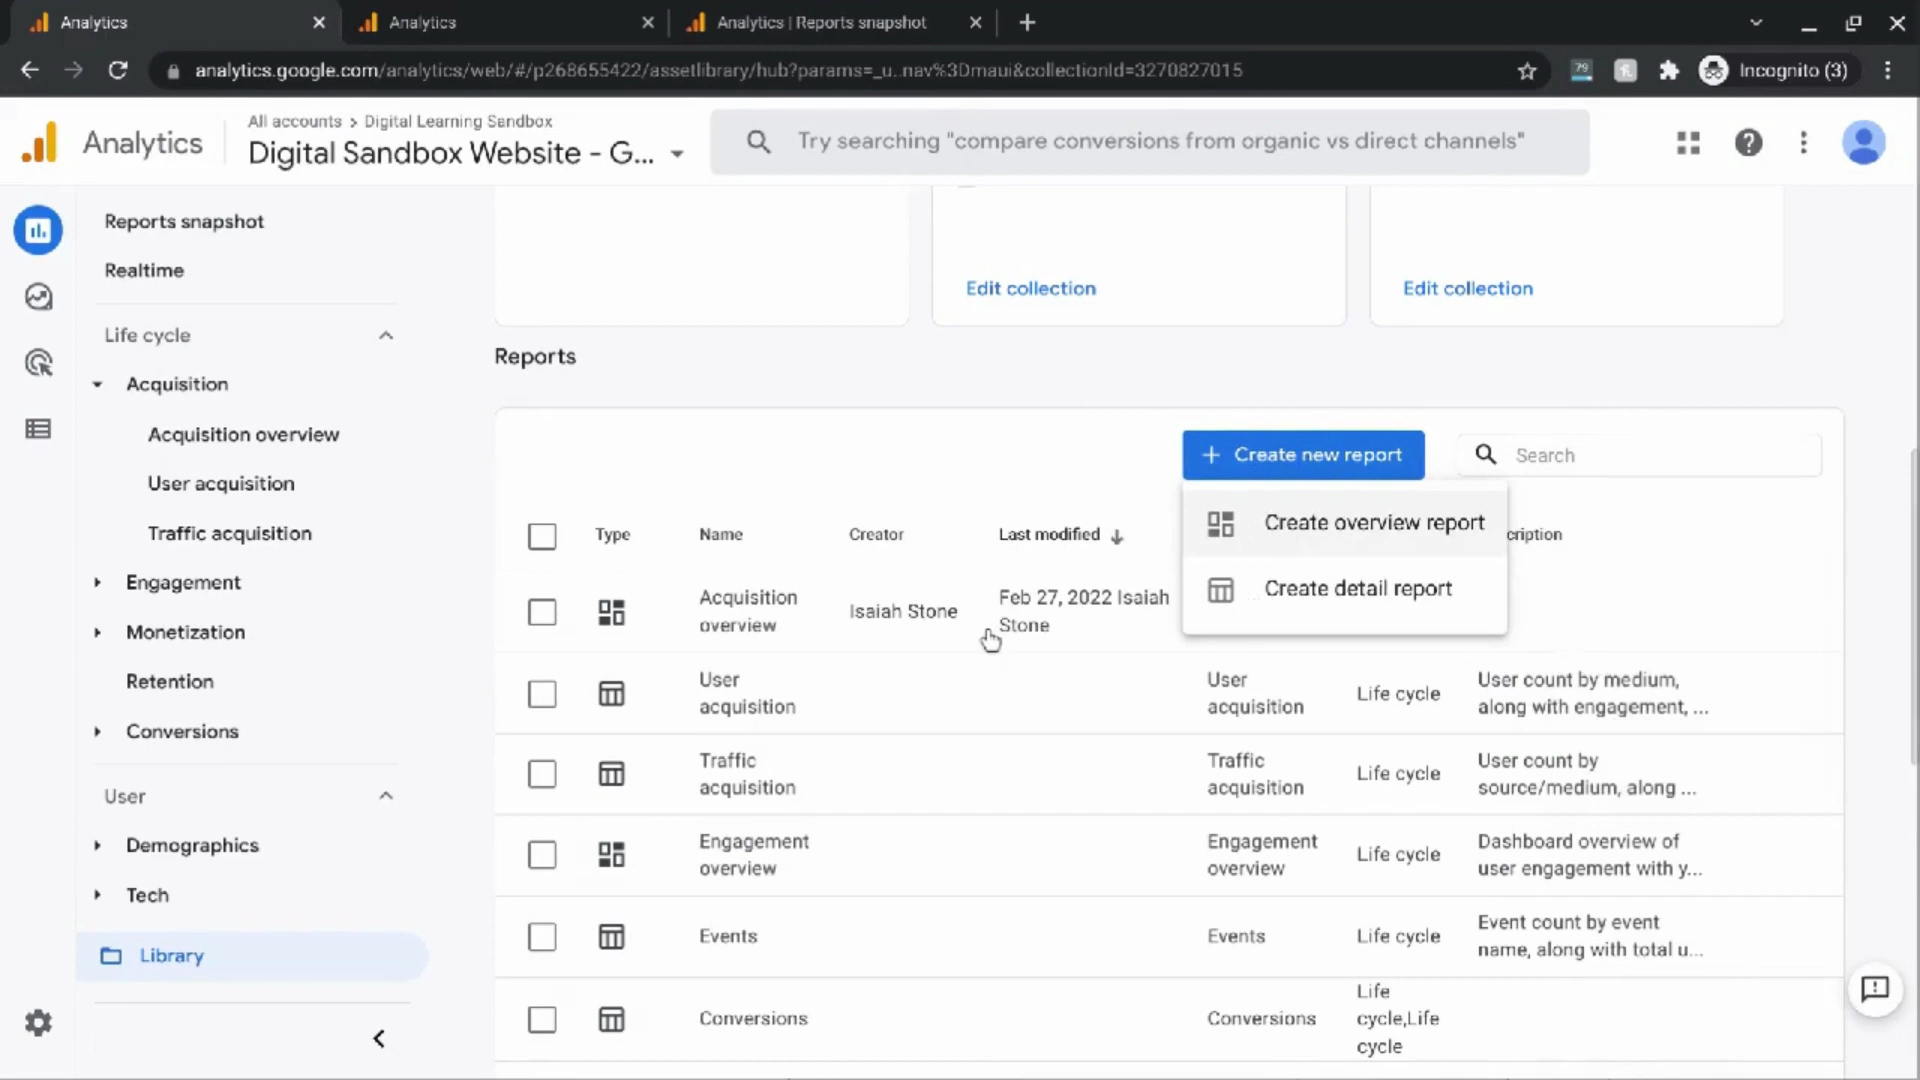 Analytics
Analytics
Analytics | Reports snapshot
analytics.google.com/analytics/web/#/p268655422/assetlibrary/hub?params=_u..nav%3Dmaui&collectionId=3270827015
79
Incognito (3)
Analytics
All accounts > Digital Learning Sandbox
Digital Sandbox Website - G...
Try searching "compare conversions from organic vs direct channels"
Reports snapshot
Realtime
Life cycle
Acquisition
Acquisition overview
User acquisition
Traffic acquisition
Engagement
Monetization
Retention
Conversions
User
Demographics
Tech
Library
Edit collection
Edit collection
Reports
Create new report
Search
Create overview report
Create detail report
Type
Name
Creator
Last modified
cription
Acquisition
overview
Isaiah Stone
Feb 27, 2022 Isaiah
Stone
User
acquisition
User
acquisition
Life cycle
User count by medium,
along with engagement, ...
Traffic
acquisition
Traffic
acquisition
Life cycle
User count by
source/medium, along ...
Engagement
overview
Engagement
overview
Life cycle
Dashboard overview of
user engagement with y...
Events
Events
Life cycle
Event count by event
name, along with total u...
Conversions
Conversions
Life
cycle,Life
cycle